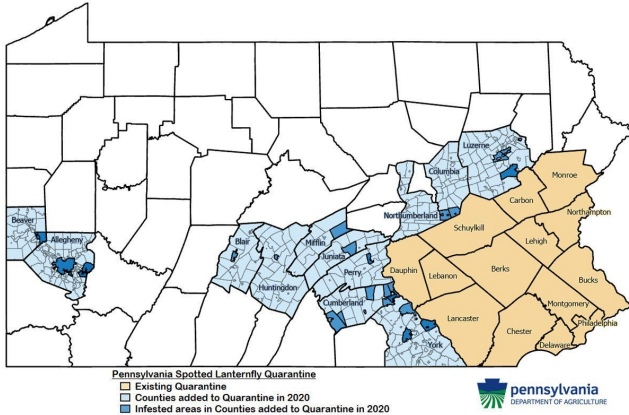 Luzerne
Columbia
Monroe
Carbon
Northumberland
Northampton
Beaver
Schuylkill
Allegheny
Mifflin
Lehigh
Blair
Juniata
Perry
Dauphin
Berks
Lebanon
Bucks
Huntingdon
Cumberland
Montgomery
Lancaster
Philadelphia
York
Chester
Delaware
Pennsylvania Spotted Lanternfly Quarantine
Existing Quarantine
Counties added to Quarantine in 2020
Infested areas in Counties added to Quarantine in 2020
pennsylvania
DEPARTMENT OF AGRICULTURE